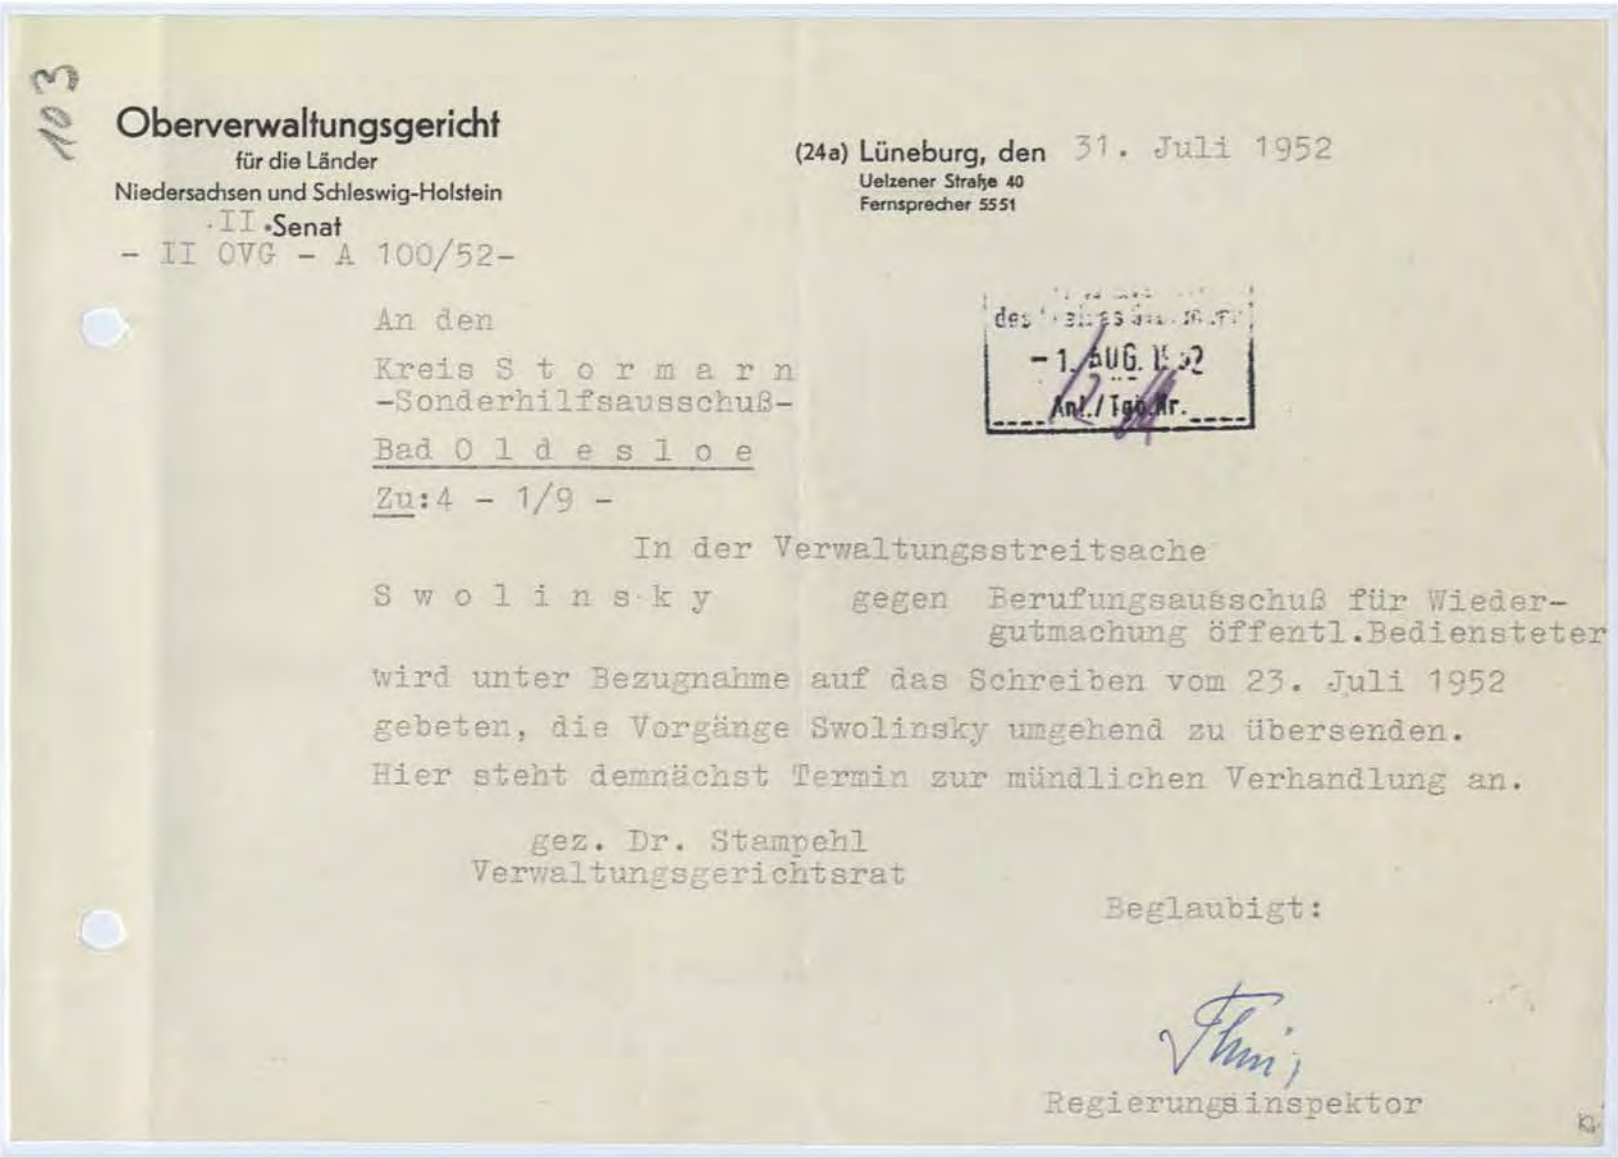 103
Oberverwaltungsgericht
für die Länder
Niedersachsen und Schleswig-Holstein
II.Senat
- II OVG - A 100/52-
(24a) Lüneburg, den 31. Juli 1952
Uelzener Straße 40
Fernsprecher 5551
des
- 1. AUG. 1952
Anl./Tgb.Nr.
An den
Kreis S t o r m a r n
-Sonderhilfsausschuß-
Bad O l d e s l o e
Zu:4 - 1/9 -
In der Verwaltungsstreitsache
S w o l i n s k y gegen Berufungsausschuß für Wieder-
gutmachung öffentl.Bediensteter
wird unter Bezugnahme auf das Schreiben vom 23. Juli 1952
gebeten, die Vorgänge Swolinsky umgehend zu übersenden.
Hier steht demnächst Termin zur mündlichen Verhandlung an.
gez. Dr. Stampehl
Verwaltungsgerichtsrat
Beglaubigt:
Regierungsinspektor